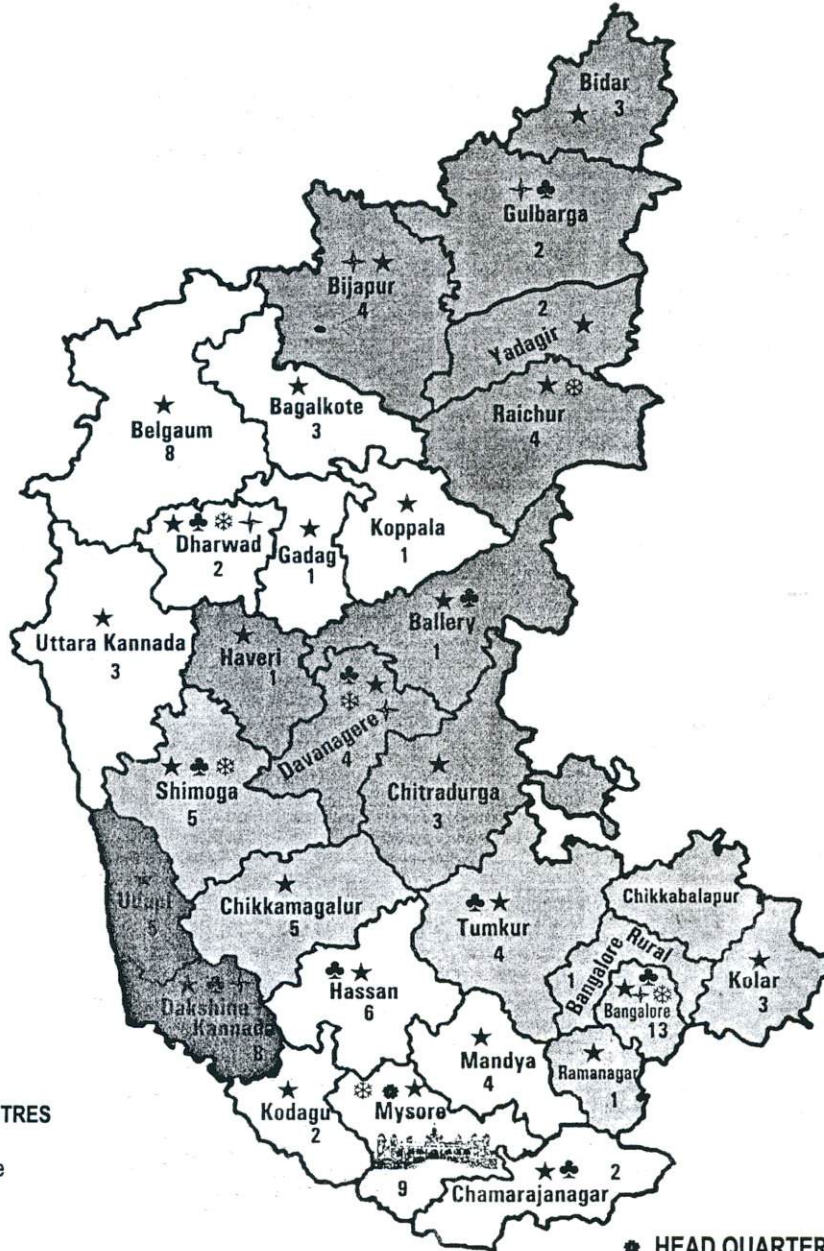 Bidar
3
Gulbarga
2
Bijapur
4
2
Yadagir
Raichur
4
Bagalkote
3
Belgaum
8
Koppala
1
Dharwad
2
Gadag
1
Ballery
1
Uttara Kannada
3
Haveri
1
Davanagere
4
Shimoga
5
Chitradurga
3
Udupi
5
Chikkamagalur
5
Tumkur
4
Chikkabalapur
Bangalore Rural
1
Bangalore
13
Kolar
3
Dakshina
Kannada
8
Hassan
6
Mandya
4
Ramanagar
1
Kodagu
2
Mysore
9
Chamarajanagar
2
TRES
e
HEAD QUARTER